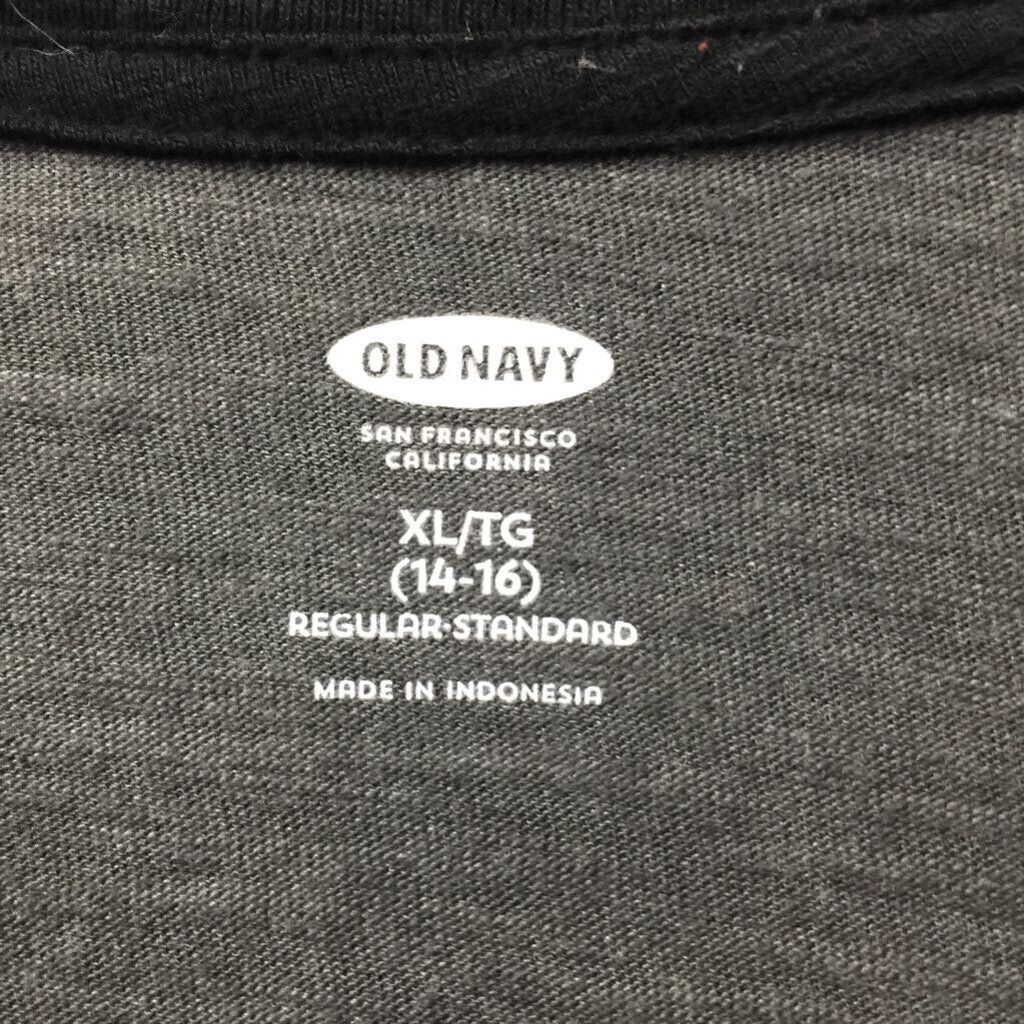 OLD NAVY
SAN FRANCISCO
CALIFORNIA
XL/TG
(14-16)
REGULAR·STANDARD
MADE IN INDONESIA